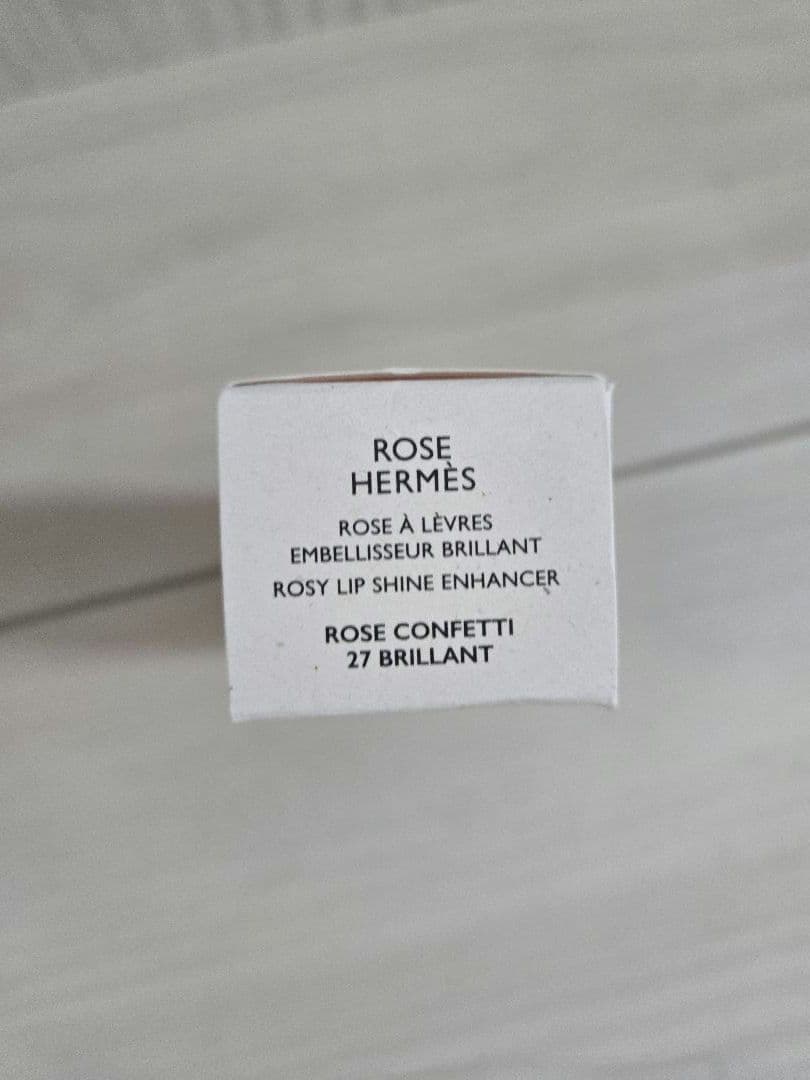 ROSE
HERMÈS
ROSE À LÈVRES
EMBELLISSEUR BRILLANT
ROSY LIP SHINE ENHANCER
ROSE CONFETTI
27 BRILLANT